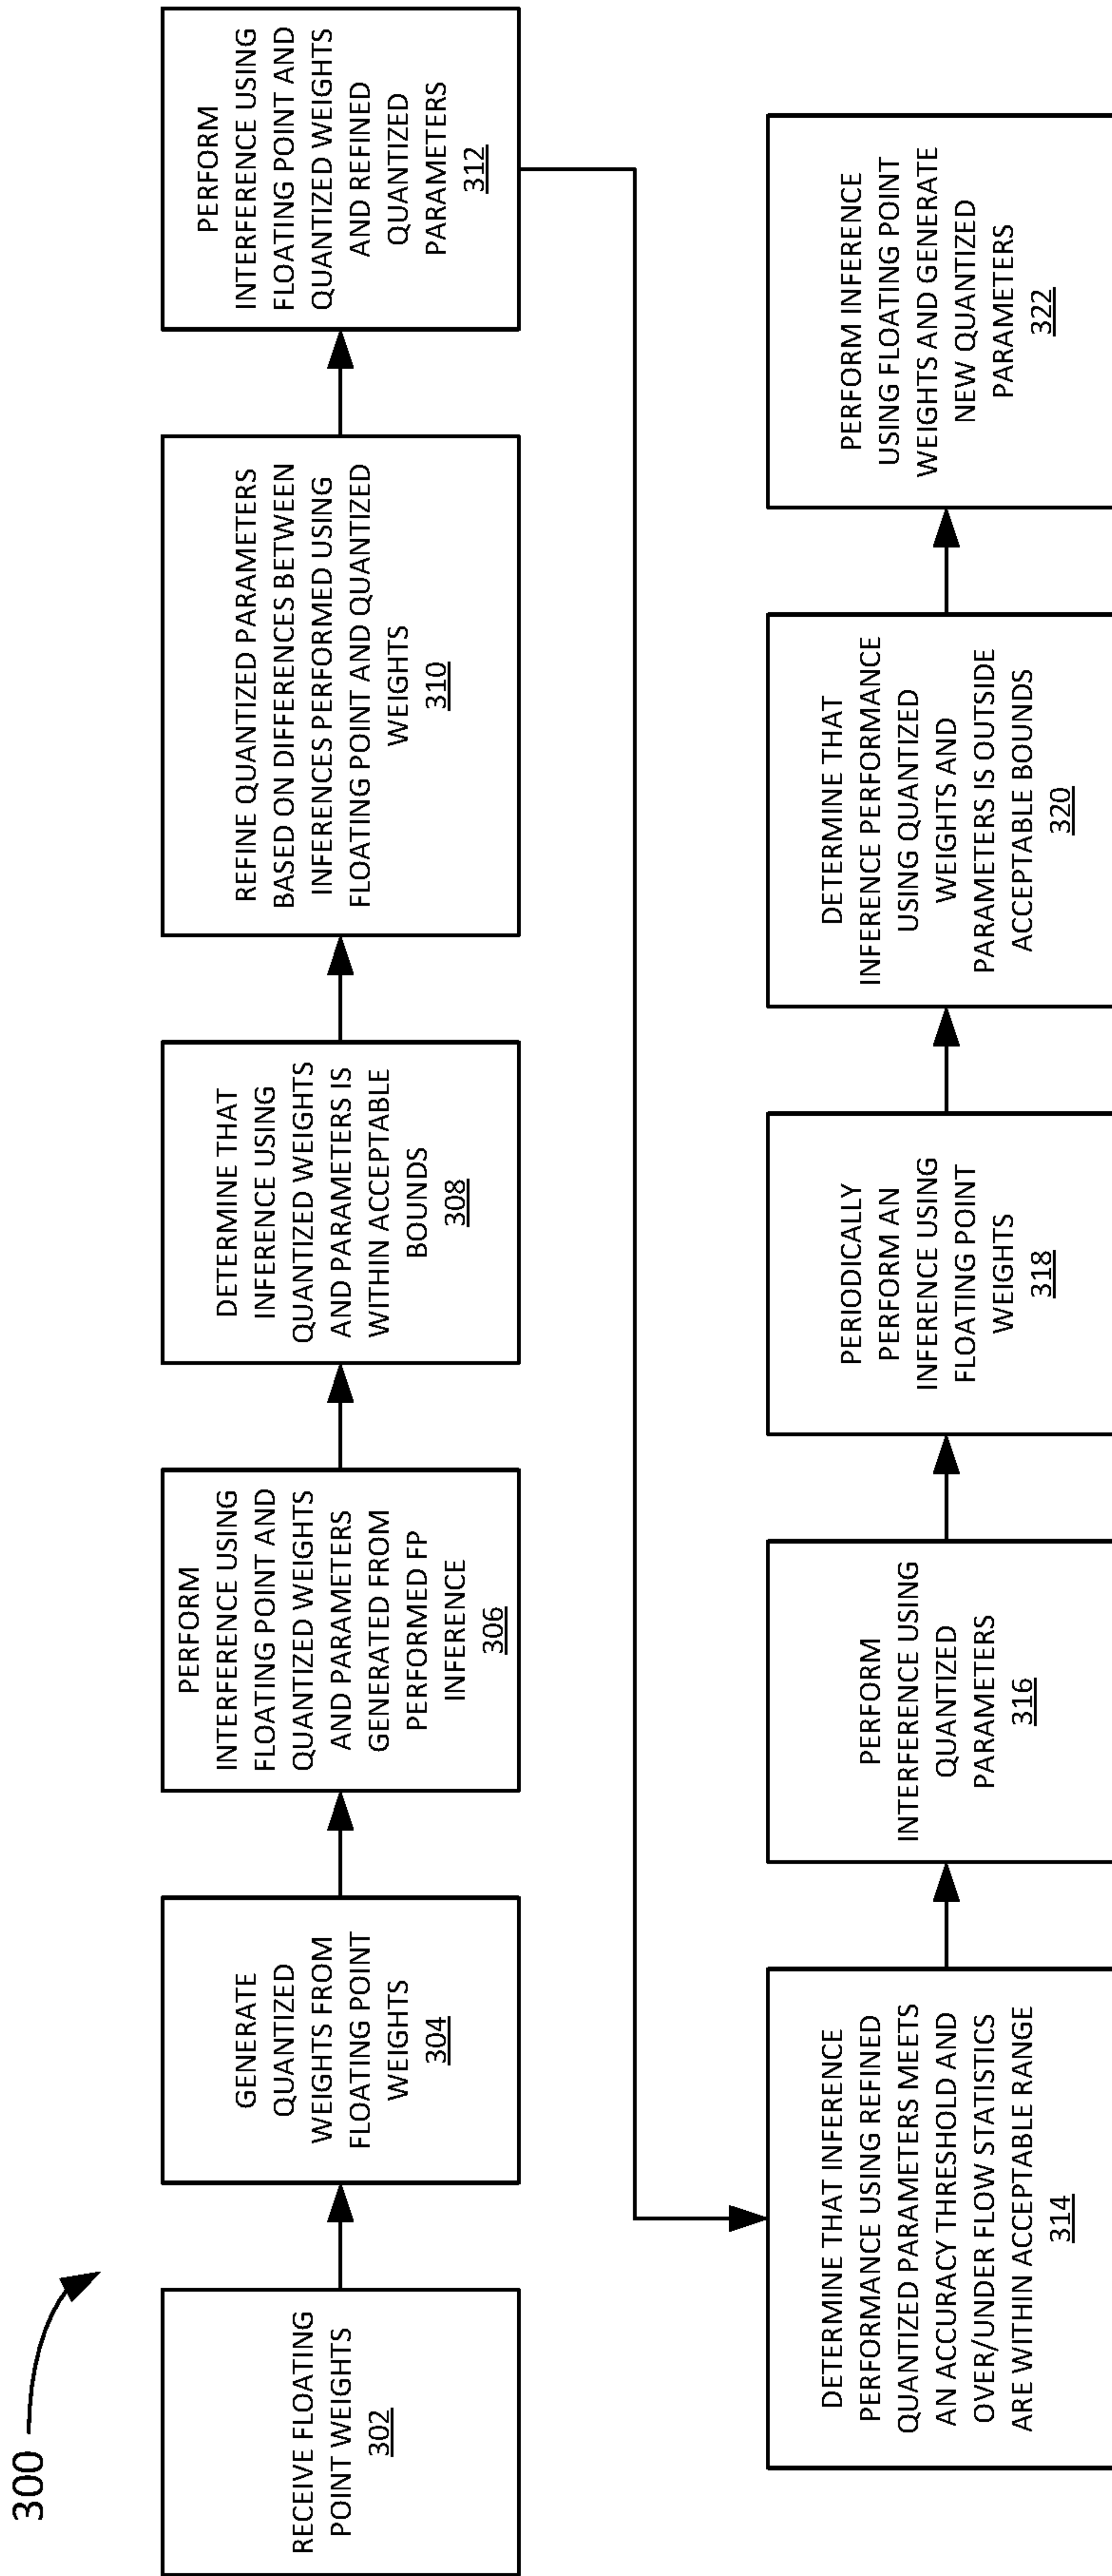 300
RECEIVE FLOATING
POINT WEIGHTS
302
GENERATE
QUANTIZED
WEIGHTS FROM
FLOATING POINT
WEIGHTS
304
PERFORM
INTERFERENCE USING
FLOATING POINT AND
QUANTIZED WEIGHTS
AND PARAMETERS
GENERATED FROM
PERFORMED FP
INFERENCE
306
DETERMINE THAT
INFERENCE USING
QUANTIZED WEIGHTS
AND PARAMETERS IS
WITHIN ACCEPTABLE
BOUNDS
308
REFINE QUANTIZED PARAMETERS
BASED ON DIFFERENCES BETWEEN
INFERENCES PERFORMED USING
FLOATING POINT AND QUANTIZED
WEIGHTS
310
PERFORM
INTERFERENCE USING
FLOATING POINT AND
QUANTIZED WEIGHTS
AND REFINED
QUANTIZED
PARAMETERS
312
DETERMINE THAT INFERENCE
PERFORMANCE USING REFINED
QUANTIZED PARAMETERS MEETS
AN ACCURACY THRESHOLD AND
OVER/UNDER FLOW STATISTICS
ARE WITHIN ACCEPTABLE RANGE
314
PERFORM
INTERFERENCE USING
QUANTIZED
PARAMETERS
316
PERIODICALLY
PERFORM AN
INFERENCE USING
FLOATING POINT
WEIGHTS
318
DETERMINE THAT
INFERENCE PERFORMANCE
USING QUANTIZED
WEIGHTS AND
PARAMETERS IS OUTSIDE
ACCEPTABLE BOUNDS
320
PERFORM INFERENCE
USING FLOATING POINT
WEIGHTS AND GENERATE
NEW QUANTIZED
PARAMETERS
322